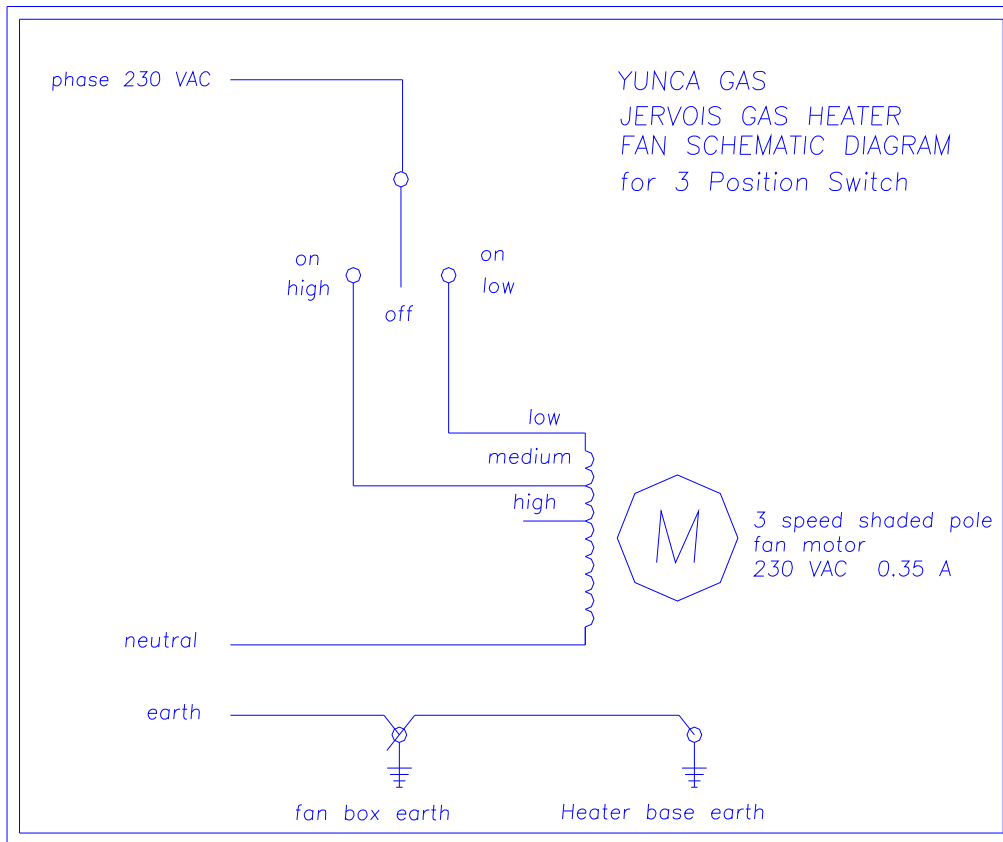 phase 230 VAC
YUNCA GAS
JERVOIS GAS HEATER
FAN SCHEMATIC DIAGRAM
for 3 Position Switch
on
high
off
on
low
low
medium
high
M
3 speed shaded pole
fan motor
230 VAC 0.35 A
neutral
earth
fan box earth
Heater base earth